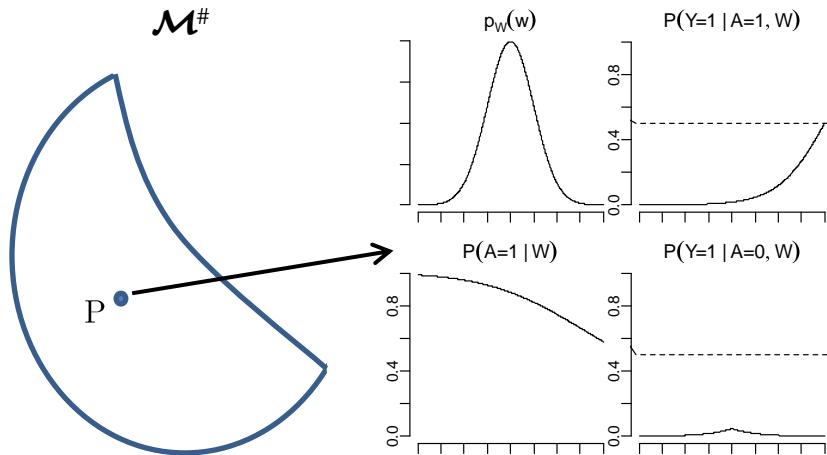 𝓜#
P
p_W(w)
P(Y=1 | A=1, W)
0.0 0.4 0.8
P(A=1 | W)
0.0 0.4 0.8
P(Y=1 | A=0, W)
0.0 0.4 0.8